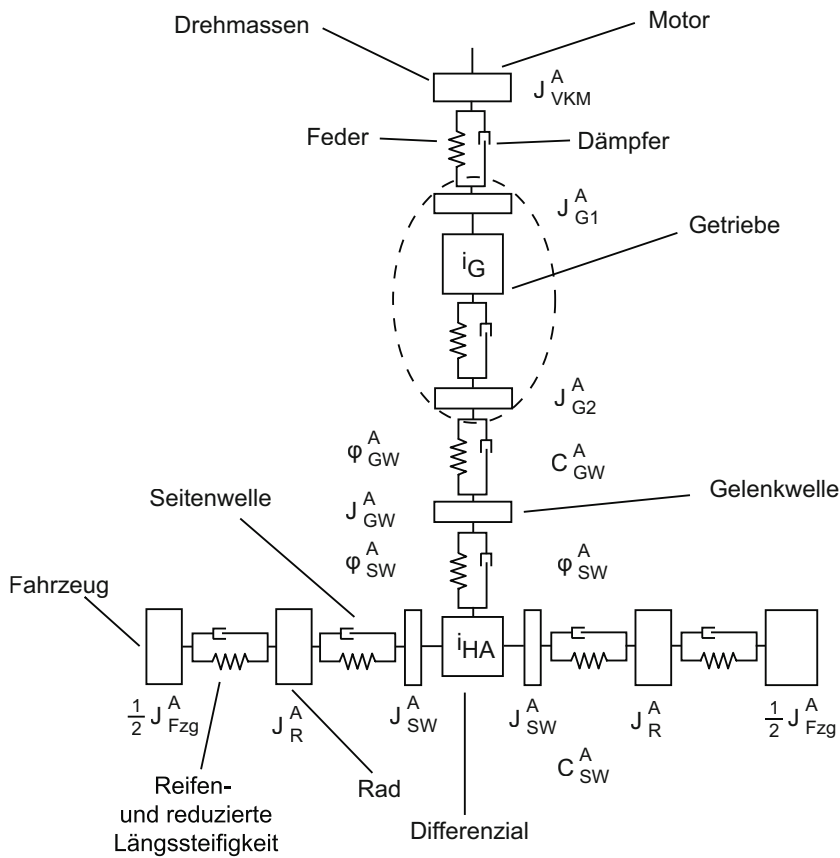 Drehmassen
Motor
J^A_VKM
Feder
Dämpfer
J^A_G1
Getriebe
i_G
J^A_G2
φ^A_GW
C^A_GW
Seitenwelle
J^A_GW
Gelenkwelle
φ^A_SW
φ^A_SW
Fahrzeug
i_HA
1/2 J^A_Fzg
J^A_R
J^A_SW
J^A_SW
J^A_R
1/2 J^A_Fzg
C^A_SW
Reifen-
und reduzierte
Längssteifigkeit
Rad
Differenzial